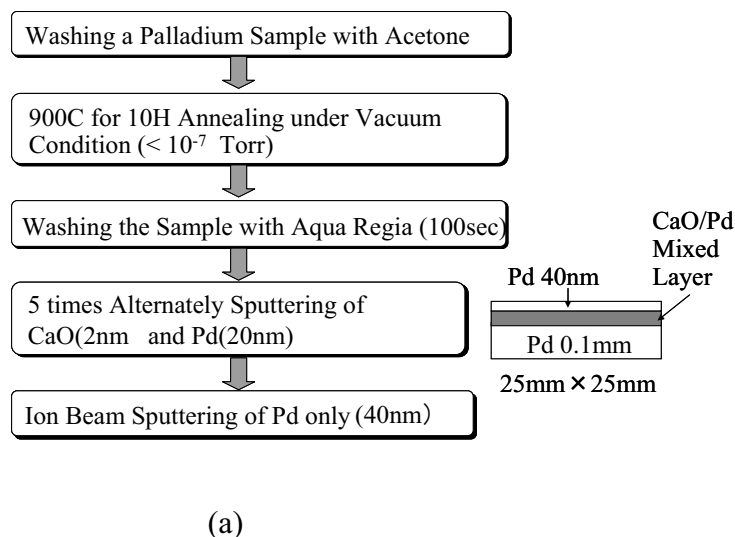 Washing a Palladium Sample with Acetone
900C for 10H Annealing under Vacuum
Condition (< 10-7 Torr)
Washing the Sample with Aqua Regia (100sec)
5 times Alternately Sputtering of
CaO(2nm and Pd(20nm)
Ion Beam Sputtering of Pd only (40nm)
CaO/Pd
Mixed
Layer
Pd 40nm
Pd 0.1mm
25mm×25mm
(a)